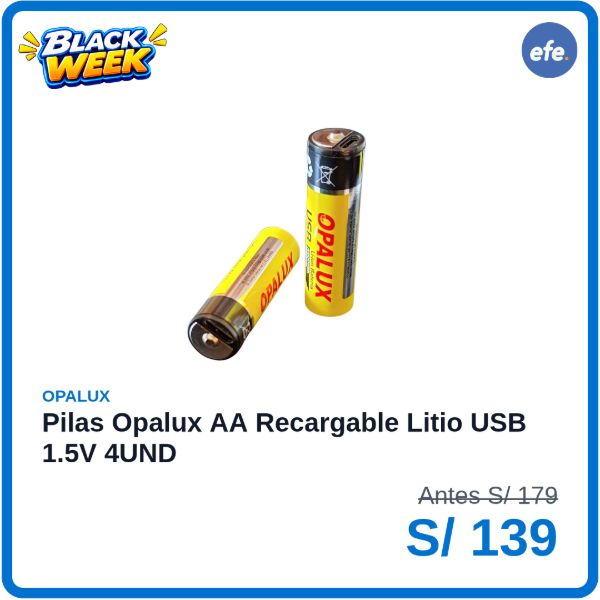 BLACK
WEEK
efe.
OPALUX
OPALUX
OPALUX
Pilas Opalux AA Recargable Litio USB
1.5V 4UND
Antes S/ 179
S/ 139